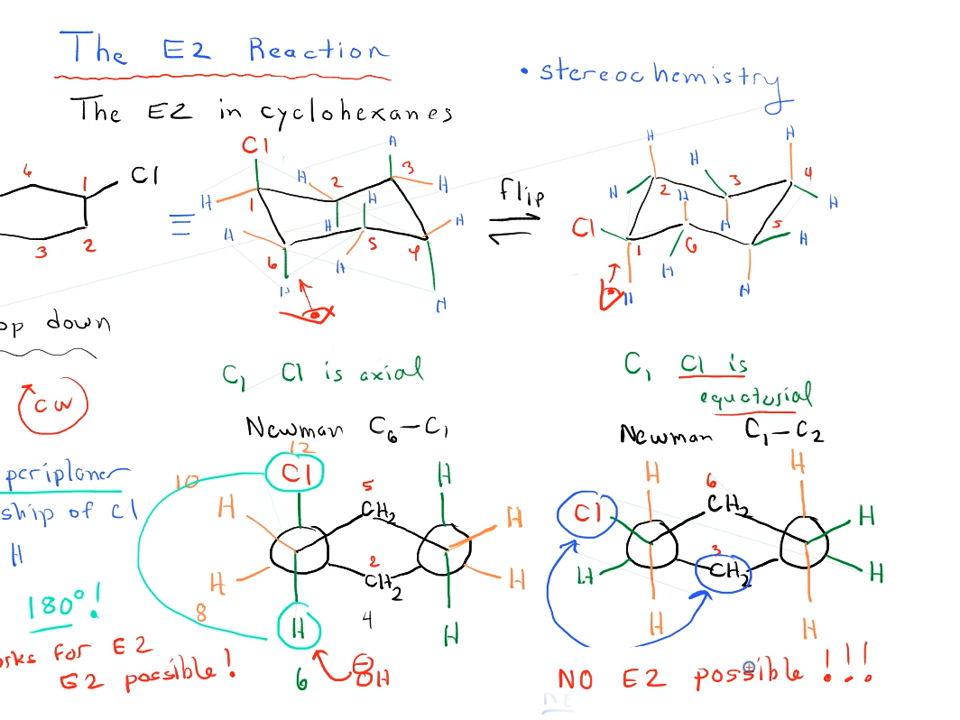 The E2 Reaction
• stereochemistry
The E2 in cyclohexanes
4 1 Cl
3 2
≡
Cl
H 1 2 3 H
H H H
H H 6 5 4 H
H
H
flip
H H H
H 2 3 4 H
H H
Cl 1 6 5 H
H H H
op down
cw
C₁ Cl is axial
C₁ Cl is
equatorial
Newman C6-C1
Newman C1-C2
periplaner
ship of Cl
H
180°!
orks for E2
E2 possible!
12
Cl
10
H
5
CH2
H
H
H
8
2
CH2
H
H
4
H
6
⊖
OH
H
6
CH2
H
Cl
H
H
3
CH2
H
H
H
NO E2 possible!!!